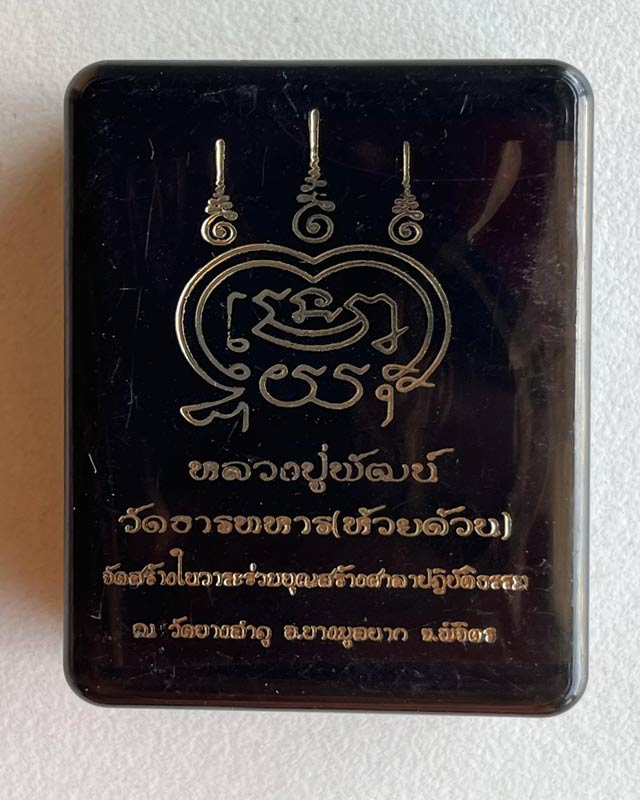 หลวงปู่พัฒน์
วัดธารทหาร(ห้วยด้วน)
จัดสร้างในวาระร่วมบุญสร้างศาลาปฏิบัติธรรม
ณ วัดยางสำดู อ.บางมูลนาก จ.พิจิตร